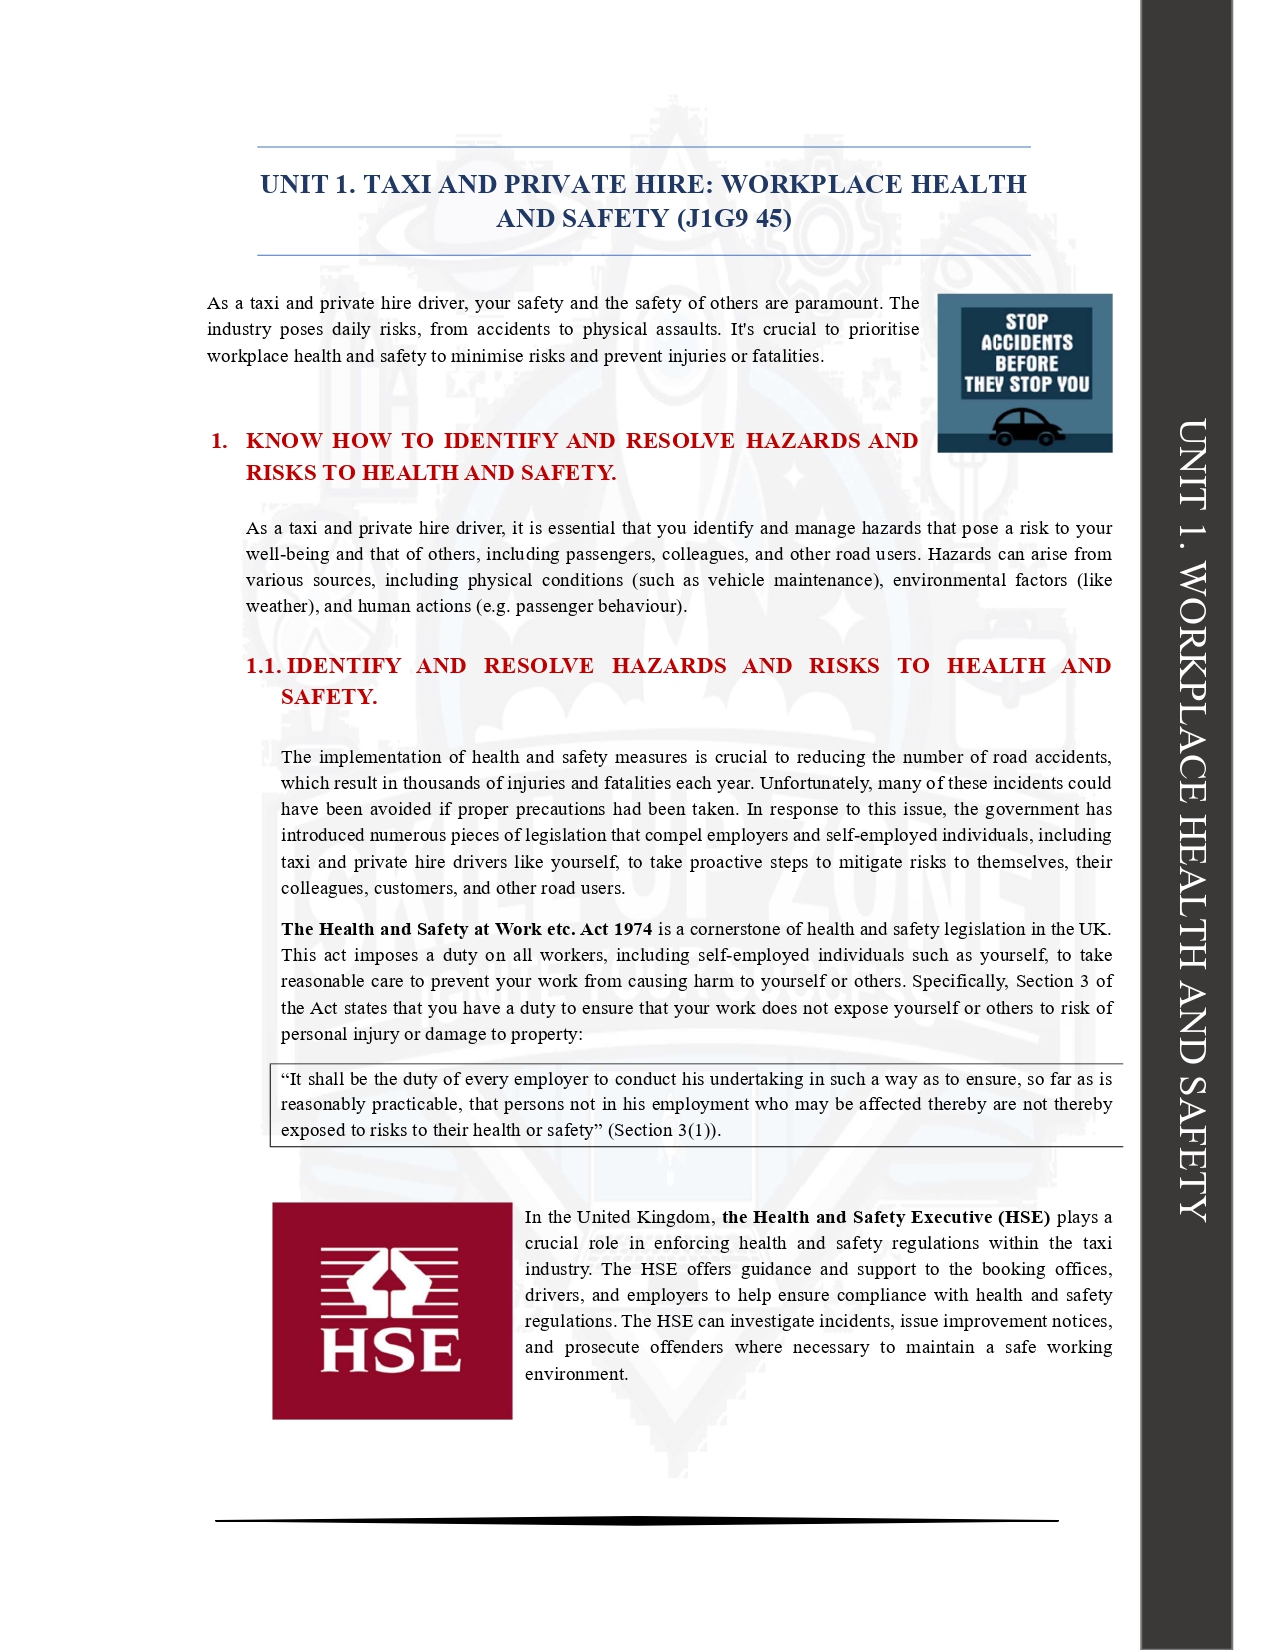 UNIT 1. TAXI AND PRIVATE HIRE: WORKPLACE HEALTH
AND SAFETY (J1G9 45)
As a taxi and private hire driver, your safety and the safety of others are paramount. The
industry poses daily risks, from accidents to physical assaults. It's crucial to prioritise
workplace health and safety to minimise risks and prevent injuries or fatalities.
STOP
ACCIDENTS
BEFORE
THEY STOP YOU
1. KNOW HOW TO IDENTIFY AND RESOLVE HAZARDS AND
RISKS TO HEALTH AND SAFETY.
As a taxi and private hire driver, it is essential that you identify and manage hazards that pose a risk to your
well-being and that of others, including passengers, colleagues, and other road users. Hazards can arise from
various sources, including physical conditions (such as vehicle maintenance), environmental factors (like
weather), and human actions (e.g. passenger behaviour).
1.1. IDENTIFY AND RESOLVE HAZARDS AND RISKS TO HEALTH AND
SAFETY.
The implementation of health and safety measures is crucial to reducing the number of road accidents,
which result in thousands of injuries and fatalities each year. Unfortunately, many of these incidents could
have been avoided if proper precautions had been taken. In response to this issue, the government has
introduced numerous pieces of legislation that compel employers and self-employed individuals, including
taxi and private hire drivers like yourself, to take proactive steps to mitigate risks to themselves, their
colleagues, customers, and other road users.
The Health and Safety at Work etc. Act 1974 is a cornerstone of health and safety legislation in the UK.
This act imposes a duty on all workers, including self-employed individuals such as yourself, to take
reasonable care to prevent your work from causing harm to yourself or others. Specifically, Section 3 of
the Act states that you have a duty to ensure that your work does not expose yourself or others to risk of
personal injury or damage to property:
“It shall be the duty of every employer to conduct his undertaking in such a way as to ensure, so far as is
reasonably practicable, that persons not in his employment who may be affected thereby are not thereby
exposed to risks to their health or safety” (Section 3(1)).
HSE
In the United Kingdom, the Health and Safety Executive (HSE) plays a
crucial role in enforcing health and safety regulations within the taxi
industry. The HSE offers guidance and support to the booking offices,
drivers, and employers to help ensure compliance with health and safety
regulations. The HSE can investigate incidents, issue improvement notices,
and prosecute offenders where necessary to maintain a safe working
environment.
UNIT 1. WORKPLACE HEALTH AND SAFETY